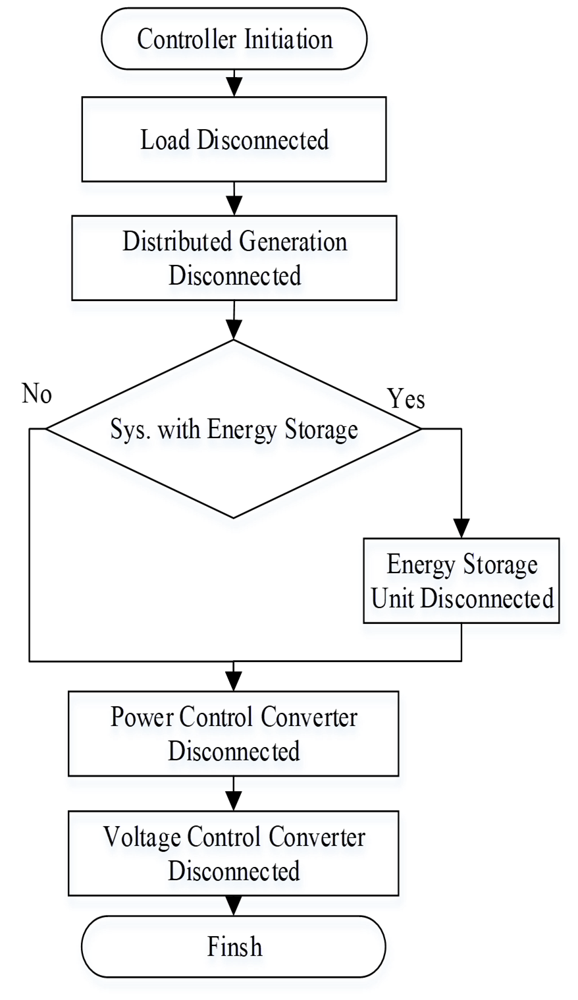 Controller Initiation
Load Disconnected
Distributed Generation
Disconnected
No
Yes
Sys. with Energy Storage
Energy Storage
Unit Disconnected
Power Control Converter
Disconnected
Voltage Control Converter
Disconnected
Finsh